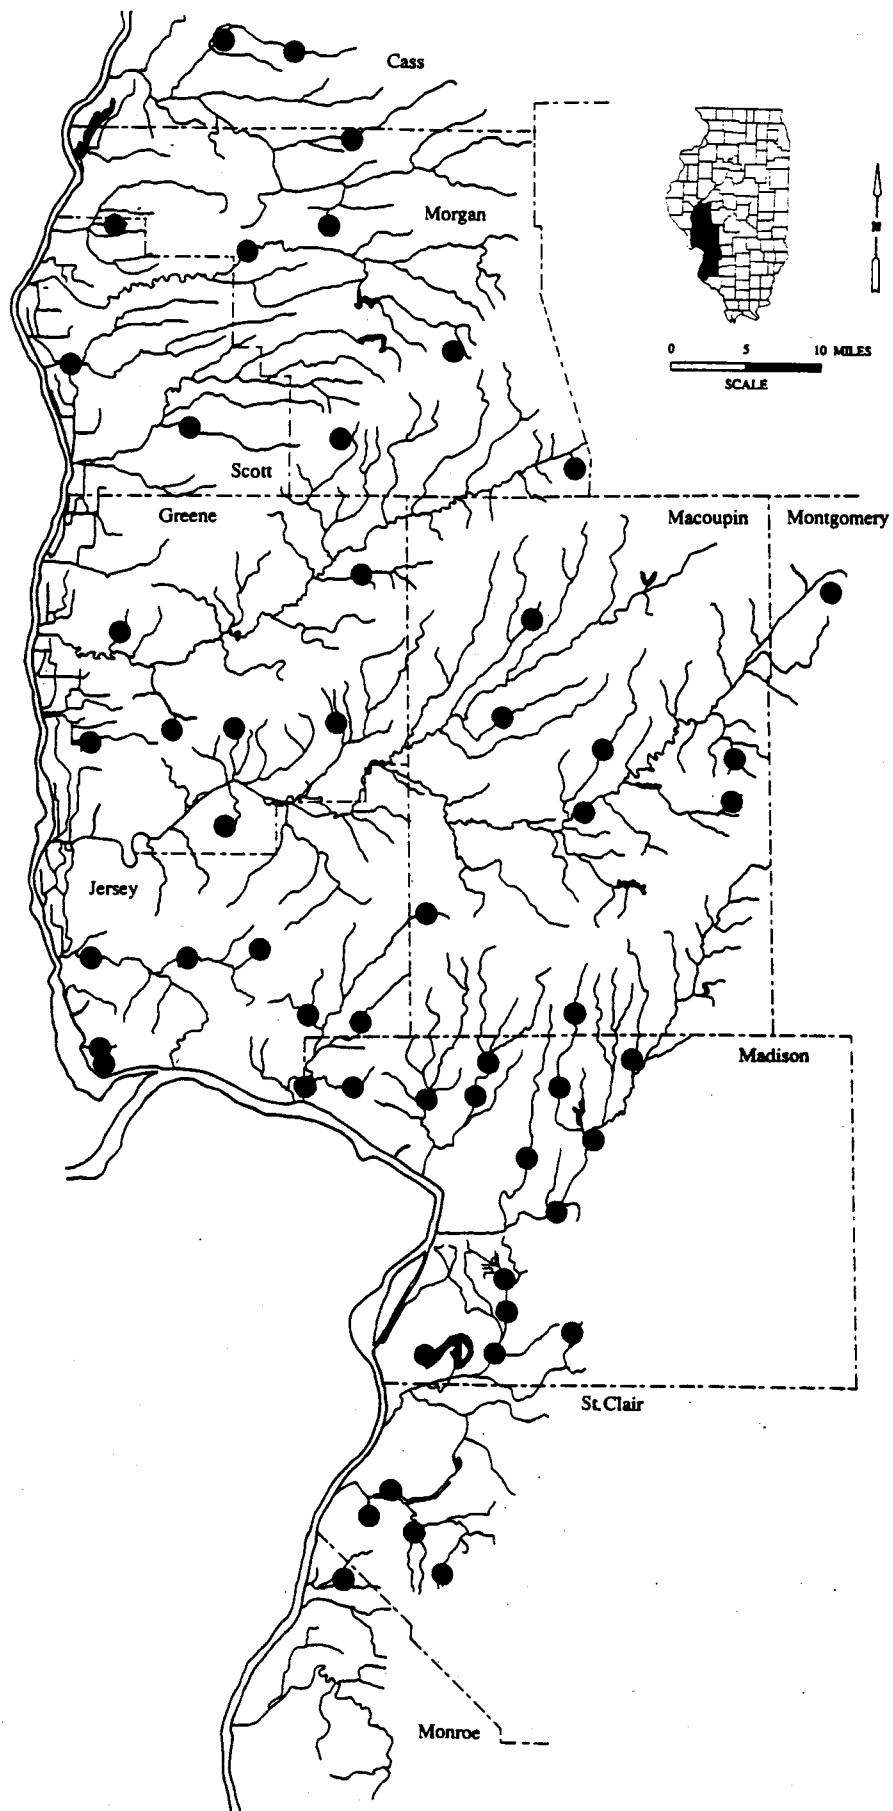 Cass
Morgan
N
0 5 10 MILES
SCALE
Scott
Greene
Macoupin
Montgomery
Jersey
Madison
St. Clair
Monroe